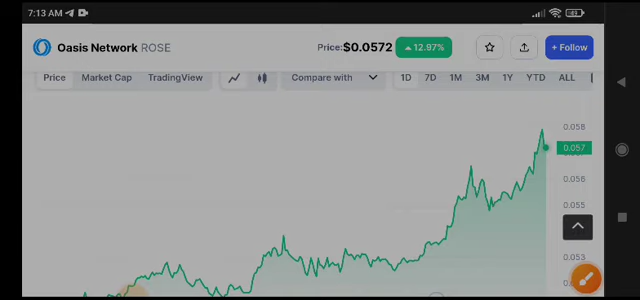 7:13 AM
Oasis Network ROSE Price:$0.0572 12.97% + Follow
Price Market Cap TradingView Compare with 1D 7D 1M 3M 1Y YTD ALL
0.058
0.057
0.056
0.055
0.053